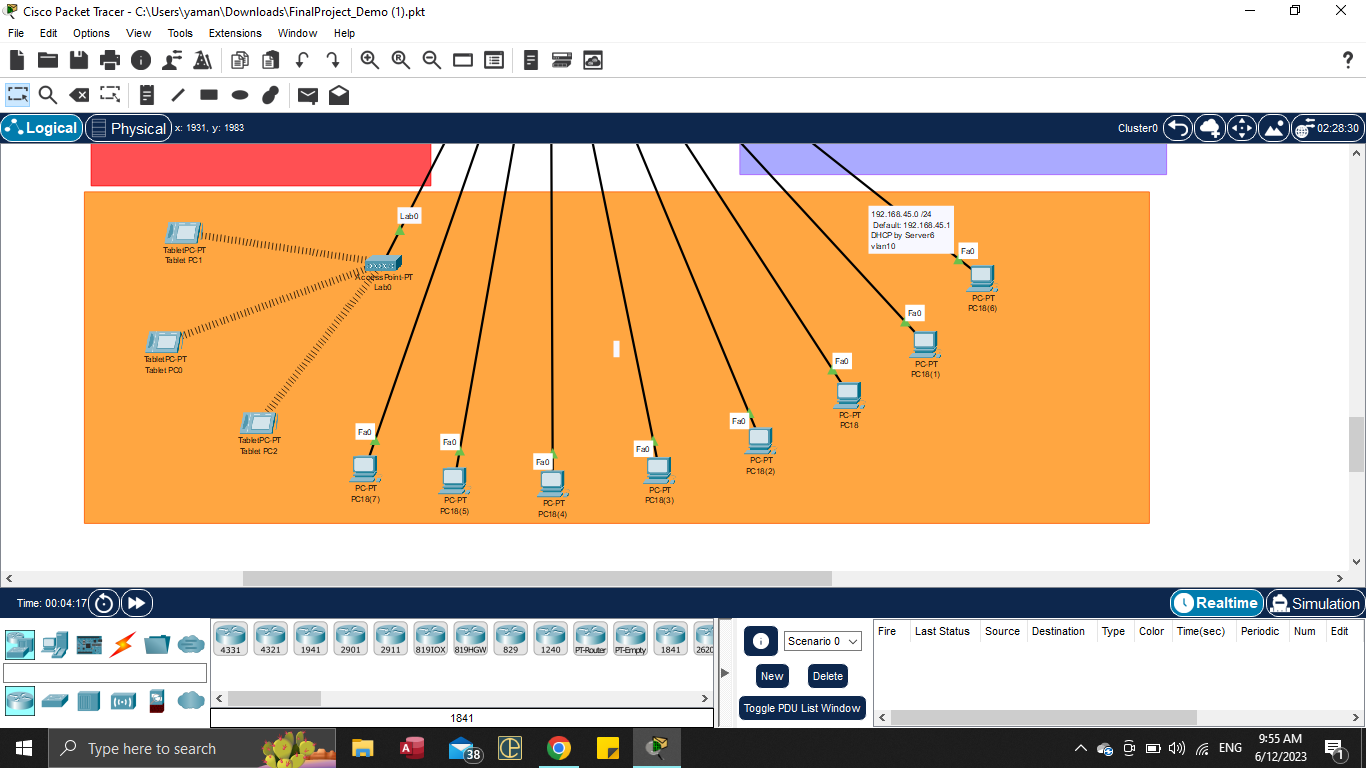 Cisco Packet Tracer - C:\Users\yaman\Downloads\FinalProject_Demo (1).pkt
File Edit Options View Tools Extensions Window Help
Logical Physical x: 1931, y: 1983 Cluster0 02:28:30
192.168.45.0 /24
Default: 192.168.45.1
DHCP by Server6
vlan10
Lab0
TabletPC-PT
Tablet PC1
AccessPoint-PT
Lab0
Fa0
PC-PT
PC18(6)
Fa0
PC-PT
PC18(1)
TabletPC-PT
Tablet PC0
Fa0
PC-PT
PC18
TabletPC-PT
Tablet PC2
Fa0
PC-PT
PC18(7)
Fa0
PC-PT
PC18(5)
Fa0
PC-PT
PC18(4)
Fa0
PC-PT
PC18(3)
Fa0
PC-PT
PC18(2)
Time: 00:04:17 Realtime Simulation
4331 4321 1941 2901 2911 819IOX 819HGW 829 1240 PT-Router PT-Empty 1841 2620
1841
Scenario 0
New Delete
Toggle PDU List Window
Fire Last Status Source Destination Type Color Time(sec) Periodic Num Edit
Type here to search
38
ENG
9:55 AM
6/12/2023
1